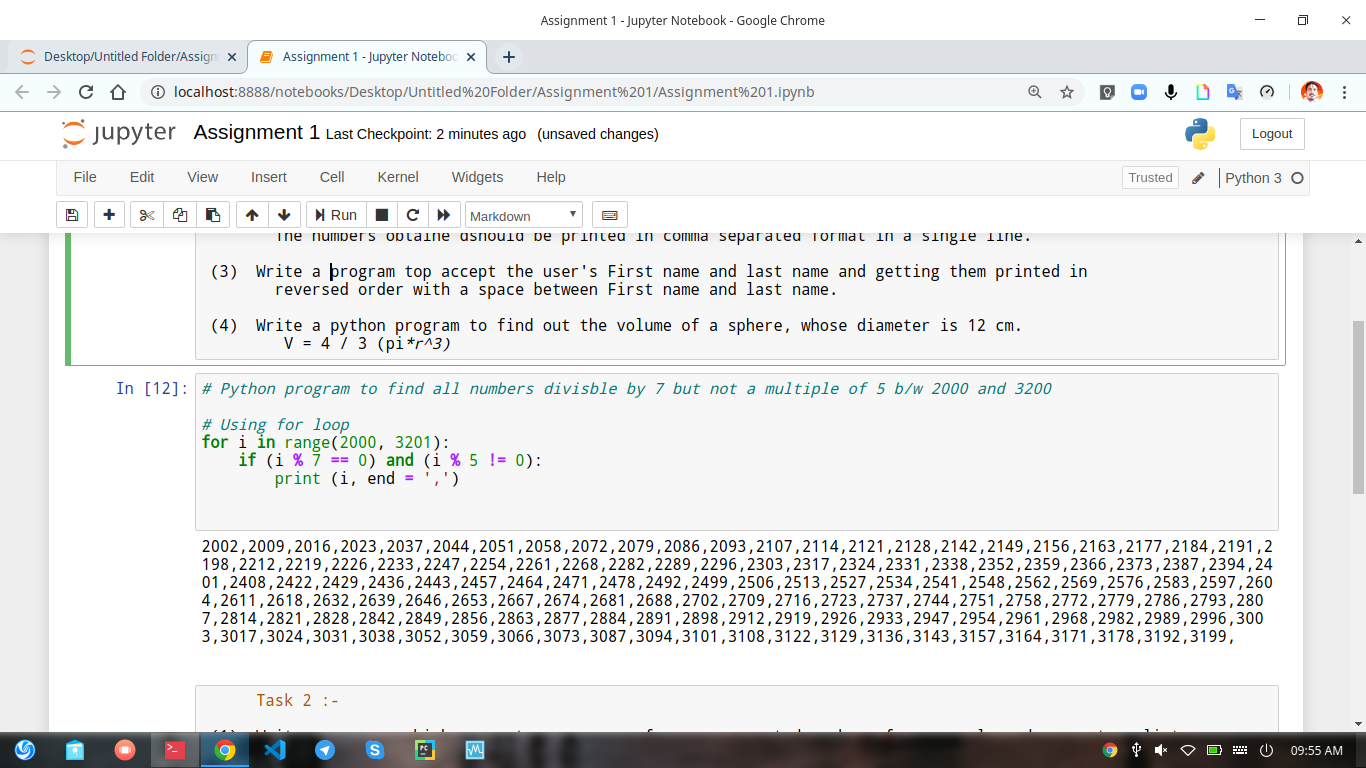 Assignment 1 - Jupyter Notebook - Google Chrome
Desktop/Untitled Folder/Assign
Assignment 1 - Jupyter Noteboo
localhost:8888/notebooks/Desktop/Untitled%20Folder/Assignment%201/Assignment%201.ipynb
jupyter Assignment 1 Last Checkpoint: 2 minutes ago (unsaved changes) Logout
File Edit View Insert Cell Kernel Widgets Help Trusted Python 3
Run Markdown
The numbers obtaine dshould be printed in comma separated format in a single line.
(3) Write a program top accept the user's First name and last name and getting them printed in
reversed order with a space between First name and last name.
(4) Write a python program to find out the volume of a sphere, whose diameter is 12 cm.
V = 4 / 3 (pi*r^3)
In [12]: # Python program to find all numbers divisble by 7 but not a multiple of 5 b/w 2000 and 3200
# Using for loop
for i in range(2000, 3201):
if (i % 7 == 0) and (i % 5 != 0):
print (i, end = ',')
2002,2009,2016,2023,2037,2044,2051,2058,2072,2079,2086,2093,2107,2114,2121,2128,2142,2149,2156,2163,2177,2184,2191,2
198,2212,2219,2226,2233,2247,2254,2261,2268,2282,2289,2296,2303,2317,2324,2331,2338,2352,2359,2366,2373,2387,2394,24
01,2408,2422,2429,2436,2443,2457,2464,2471,2478,2492,2499,2506,2513,2527,2534,2541,2548,2562,2569,2576,2583,2597,260
4,2611,2618,2632,2639,2646,2653,2667,2674,2681,2688,2702,2709,2716,2723,2737,2744,2751,2758,2772,2779,2786,2793,280
7,2814,2821,2828,2842,2849,2856,2863,2877,2884,2891,2898,2912,2919,2926,2933,2947,2954,2961,2968,2982,2989,2996,300
3,3017,3024,3031,3038,3052,3059,3066,3073,3087,3094,3101,3108,3122,3129,3136,3143,3157,3164,3171,3178,3192,3199,
Task 2 :-
09:55 AM